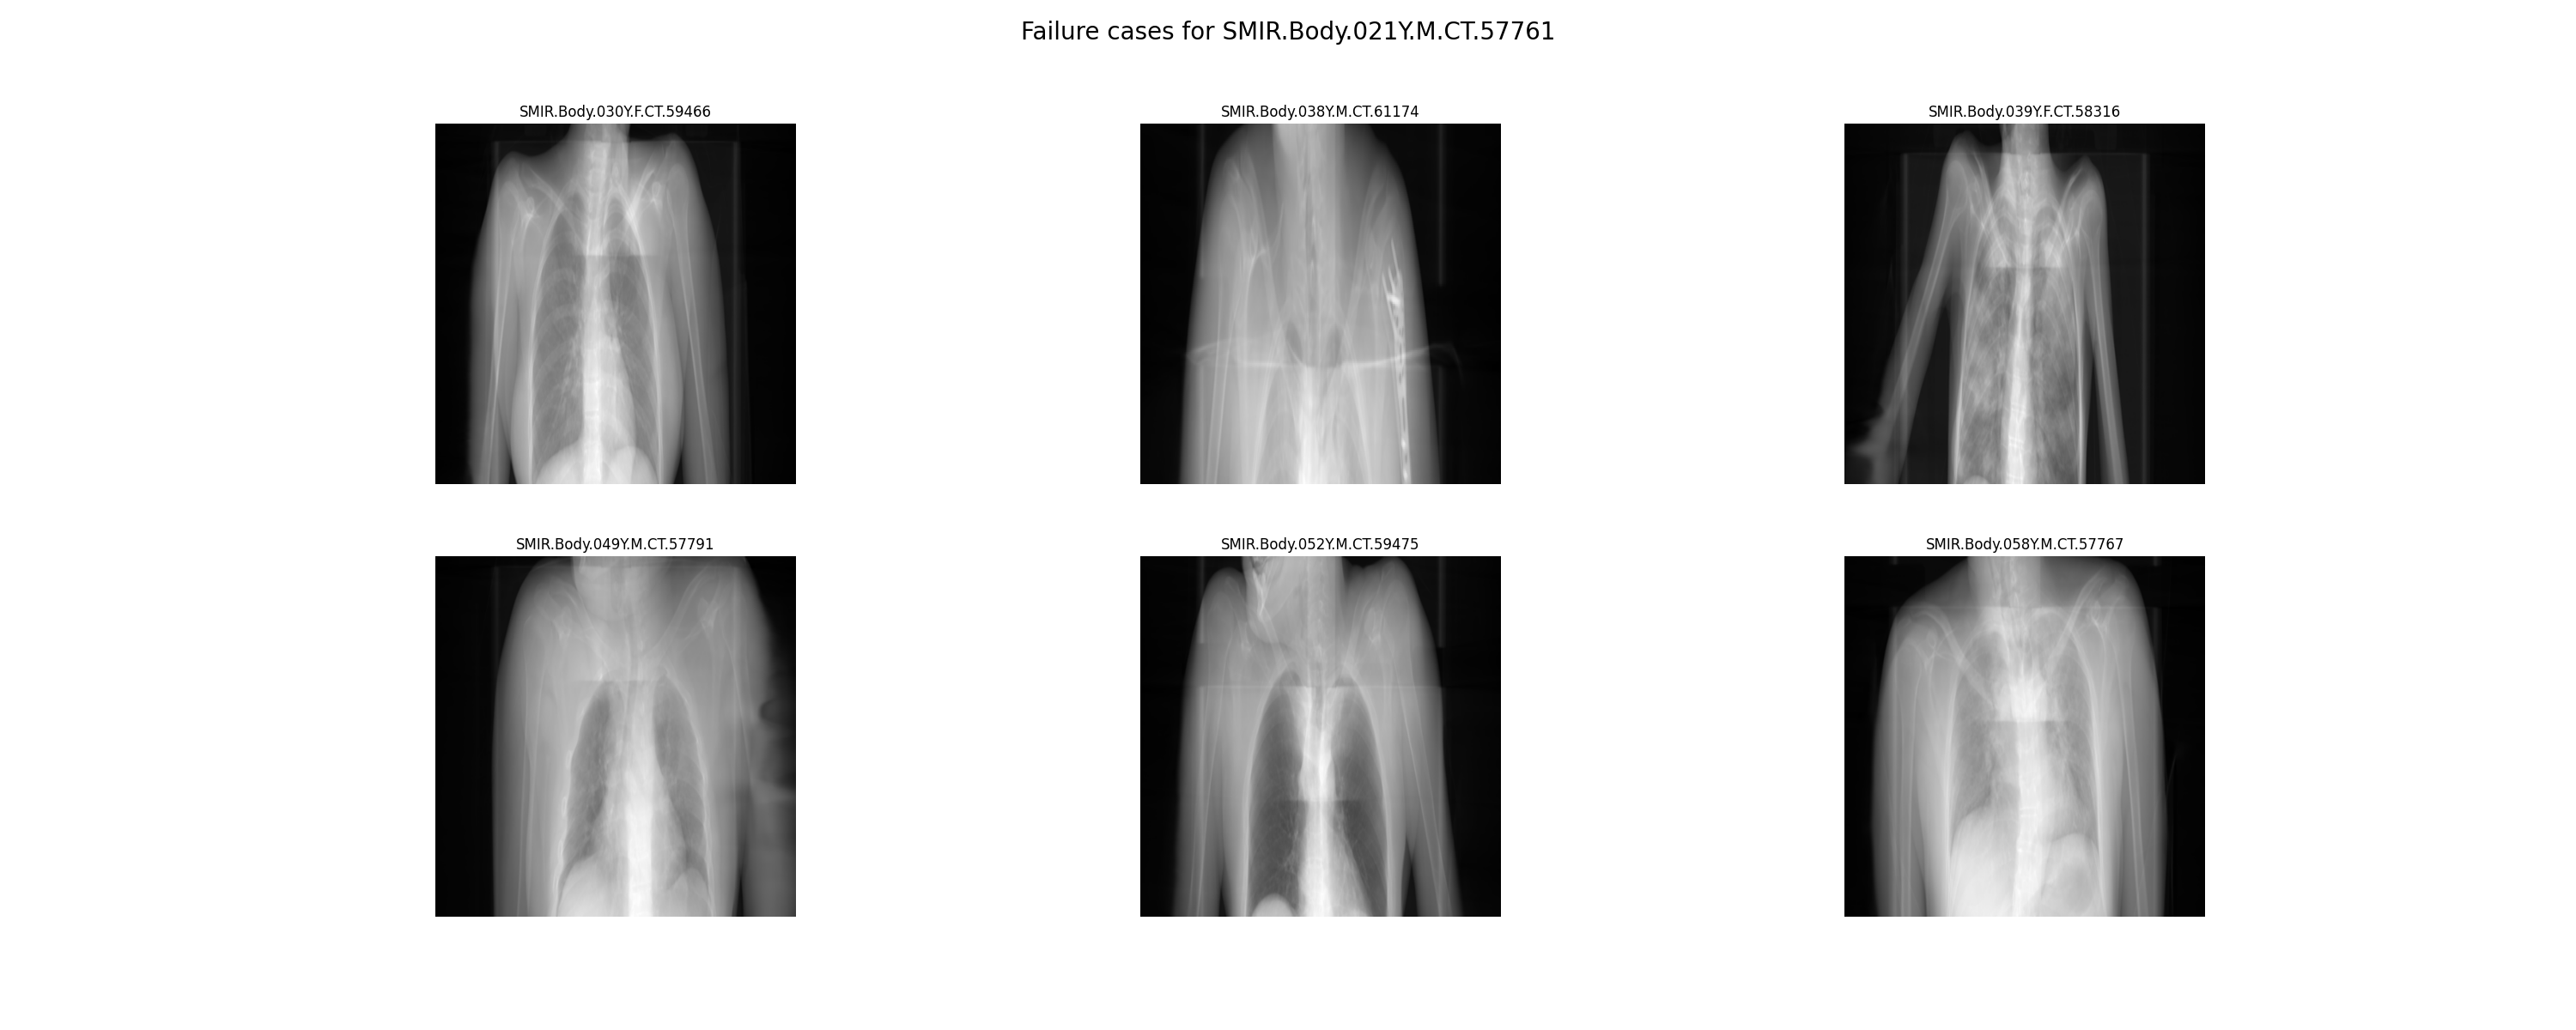 Failure cases for SMIR.Body.021Y.M.CT.57761
SMIR.Body.030Y.F.CT.59466
SMIR.Body.038Y.M.CT.61174
SMIR.Body.039Y.F.CT.58316
SMIR.Body.049Y.M.CT.57791
SMIR.Body.052Y.M.CT.59475
SMIR.Body.058Y.M.CT.57767